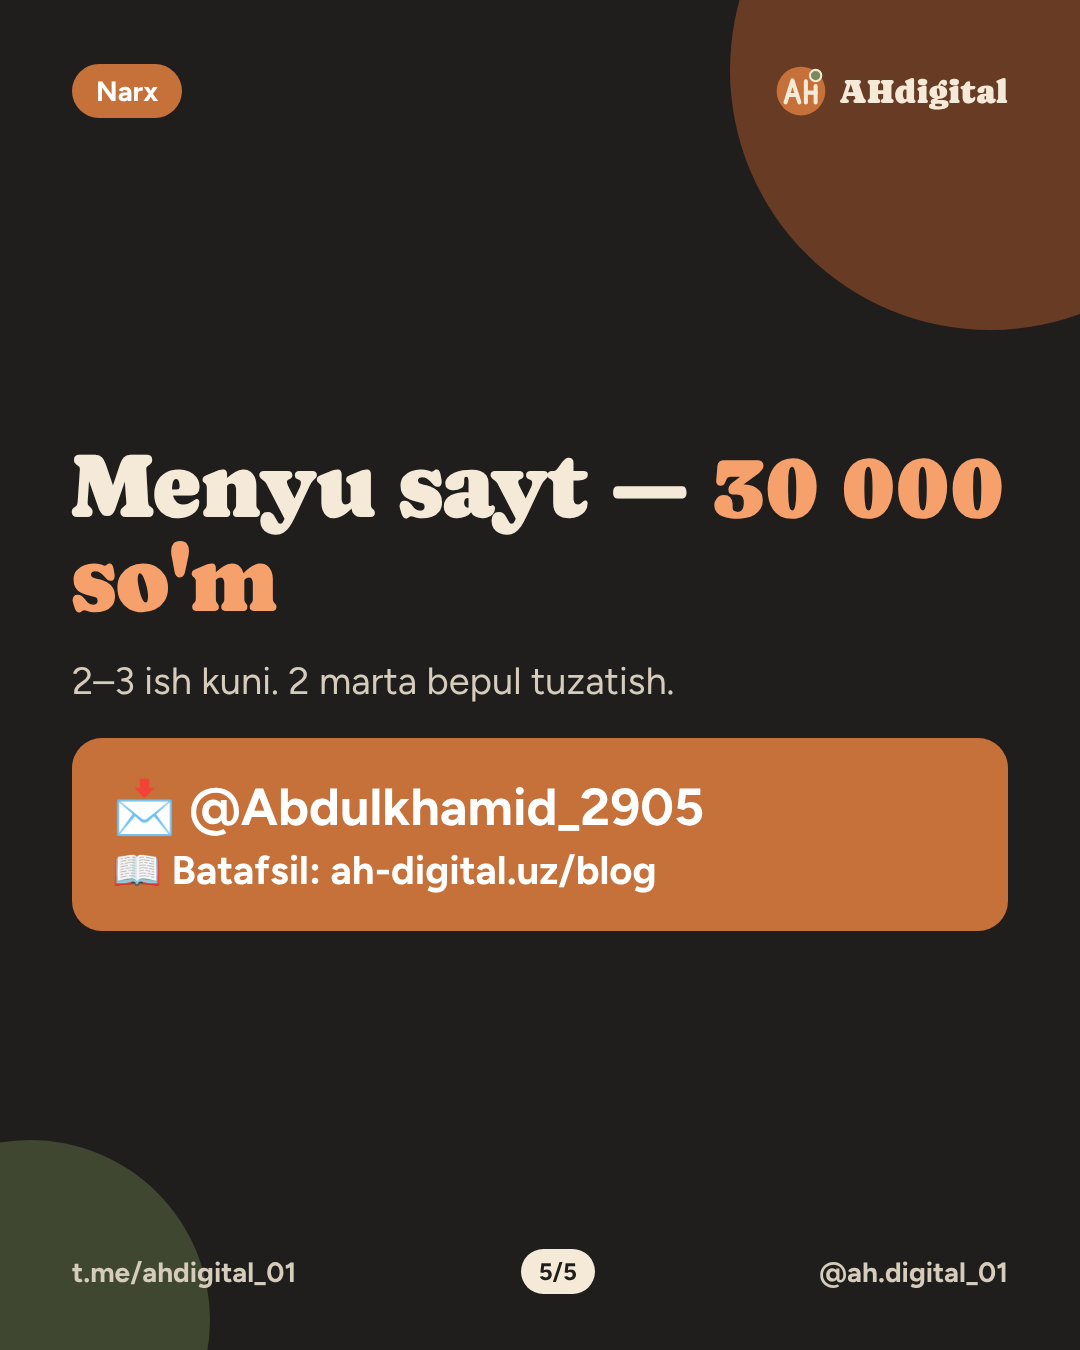 Narx
AH AHdigital
Menyu sayt — 30 000
so'm
2–3 ish kuni. 2 marta bepul tuzatish.
📩 @Abdulkhamid_2905
📖 Batafsil: ah-digital.uz/blog
t.me/ahdigital_01
5/5
@ah.digital_01